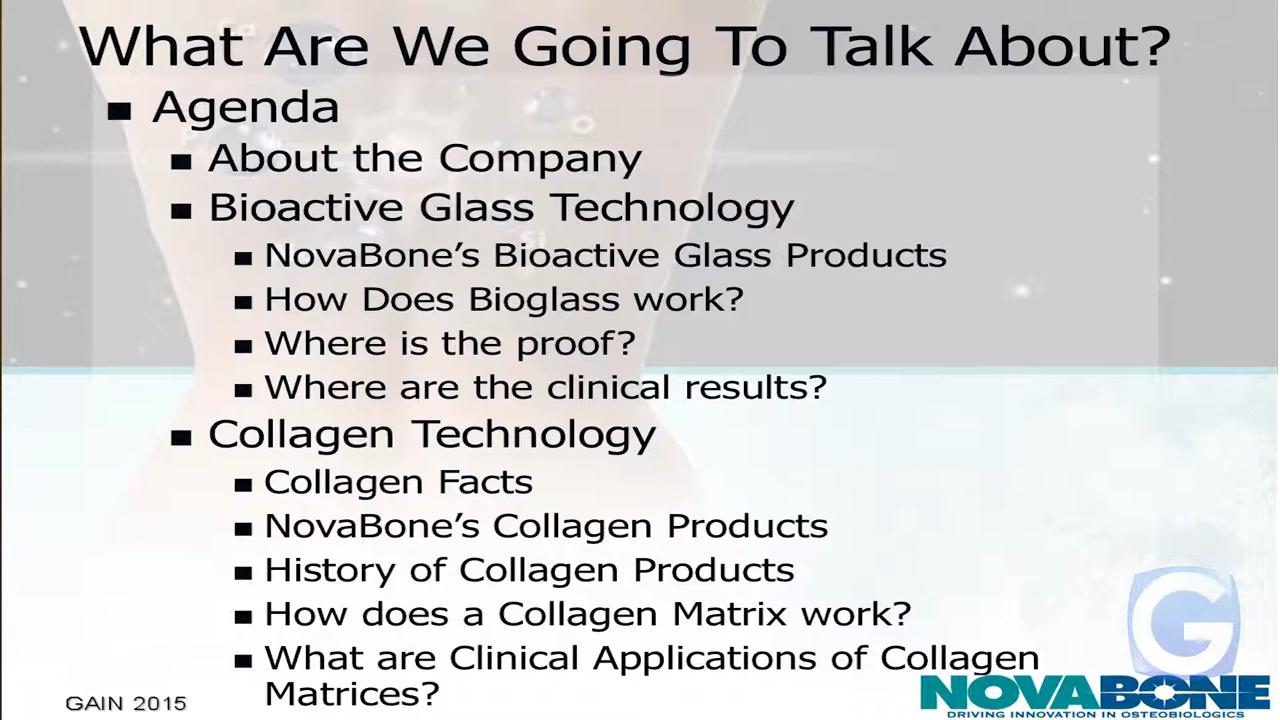 What Are We Going To Talk About?
Agenda
About the Company
Bioactive Glass Technology
NovaBone's Bioactive Glass Products
How Does Bioglass work?
Where is the proof?
Where are the clinical results?
Collagen Technology
Collagen Facts
NovaBone's Collagen Products
History of Collagen Products
How does a Collagen Matrix work?
What are Clinical Applications of Collagen
Matrices?
GAIN 2015
G
NOVABONE
DRIVING INNOVATION IN OSTEOBIOLOGICS